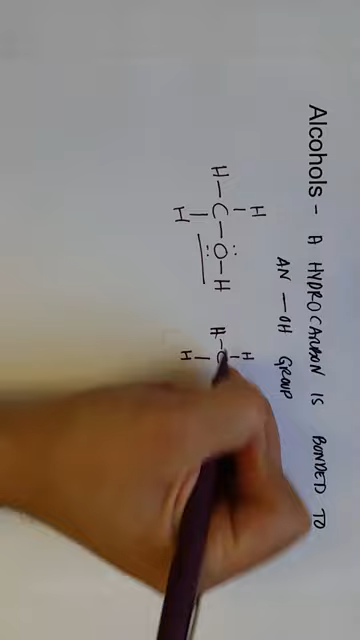 Alcohols - A HYDROCARBON IS BONDED TO
AN -OH GROUP
H H
H-C-O-H H-C
H H